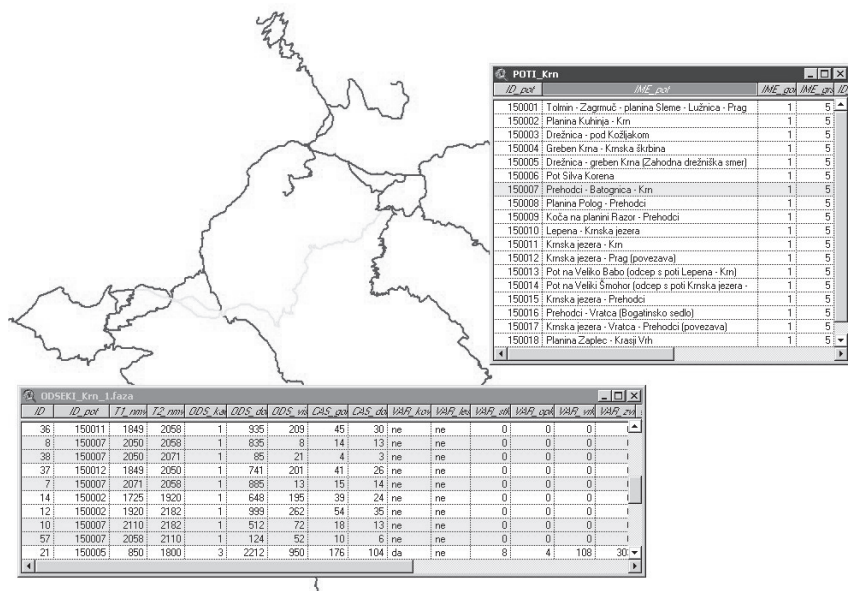 POTI_Krn
ID_pot IME_pot
150001 Tolmin - Zagrmuč - planina Sleme - Lužnica - Prag 1 5
150002 Planina Kuhinja - Krn 1 5
150003 Drežnica - pod Kožljakom 1 5
150004 Greben Krna - Krnska škrbina 1 5
150005 Drežnica - greben Krna (Zahodna drežniška smer) 1 5
150006 Pot Silva Korena 1 5
150007 Prehodci - Batognica - Krn 1 5
150008 Planina Polog - Prehodci 1 5
150009 Koča na planini Razor - Prehodci 1 5
150010 Lepena - Krnska jezera 1 5
150011 Krnska jezera - Krn 1 5
150012 Krnska jezera - Prag (povezava) 1 5
150013 Pot na Veliko Babo (odcep s poti Lepena - Krn) 1 5
150014 Pot na Veliki Šmohor (odcep s poti Krnska jezera - 1 5
150015 Krnska jezera - Prehodci 1 5
150016 Prehodci - Vratca (Bogatinsko sedlo) 1 5
150017 Krnska jezera - Vratca - Prehodci (povezava) 1 5
150018 Planina Zaplec - Krasji Vrh 1 5
ODSEKI_Krn_1.faza
ID ID_pot T1_nmv T2_nmv
36 150011 1849 2058 1 935 209 45 30 ne ne 0 0 0
8 150007 2050 2058 1 835 8 14 13 ne ne 0 0 0
38 150007 2050 2071 1 85 21 4 3 ne ne 0 0 0
37 150012 1849 2050 1 741 201 41 26 ne ne 0 0 0
7 150007 2071 2058 1 885 13 15 14 ne ne 0 0 0
14 150002 1725 1920 1 648 195 39 24 ne ne 0 0 0
12 150002 1920 2182 1 999 262 54 35 ne ne 0 0 0
10 150007 2110 2182 1 512 72 18 13 ne ne 0 0 0
57 150007 2058 2110 1 124 52 10 6 ne ne 0 0 0
21 150005 850 1800 3 2212 950 176 104 da ne 8 4 108